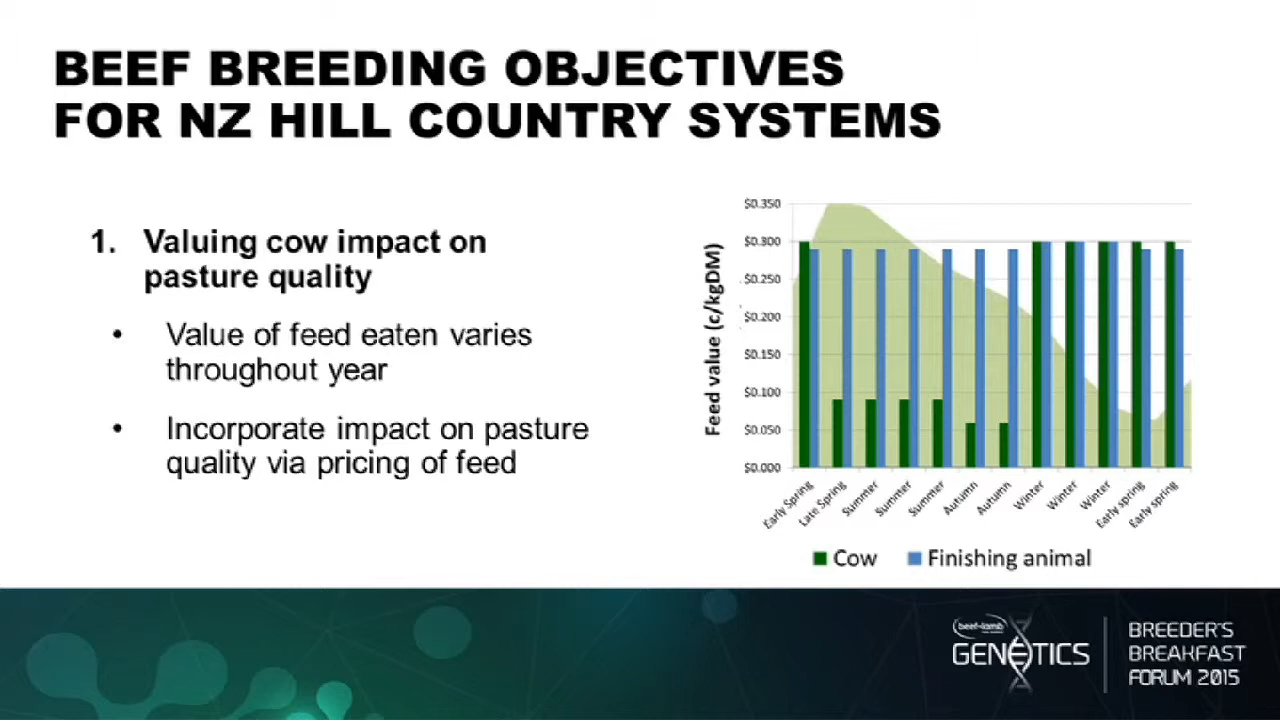 BEEF BREEDING OBJECTIVES
FOR NZ HILL COUNTRY SYSTEMS
1. Valuing cow impact on
pasture quality
• Value of feed eaten varies
throughout year
• Incorporate impact on pasture
quality via pricing of feed
Feed value (c/kgDM)
$0.350
$0.300
$0.250
$0.200
$0.150
$0.100
$0.050
$0.000
Early Spring
Late Spring
Summer
Summer
Summer
Autumn
Autumn
Winter
Winter
Winter
Early spring
Early spring
Cow
Finishing animal
beef+lamb
GENETICS
BREEDER'S
BREAKFAST
FORUM 2015